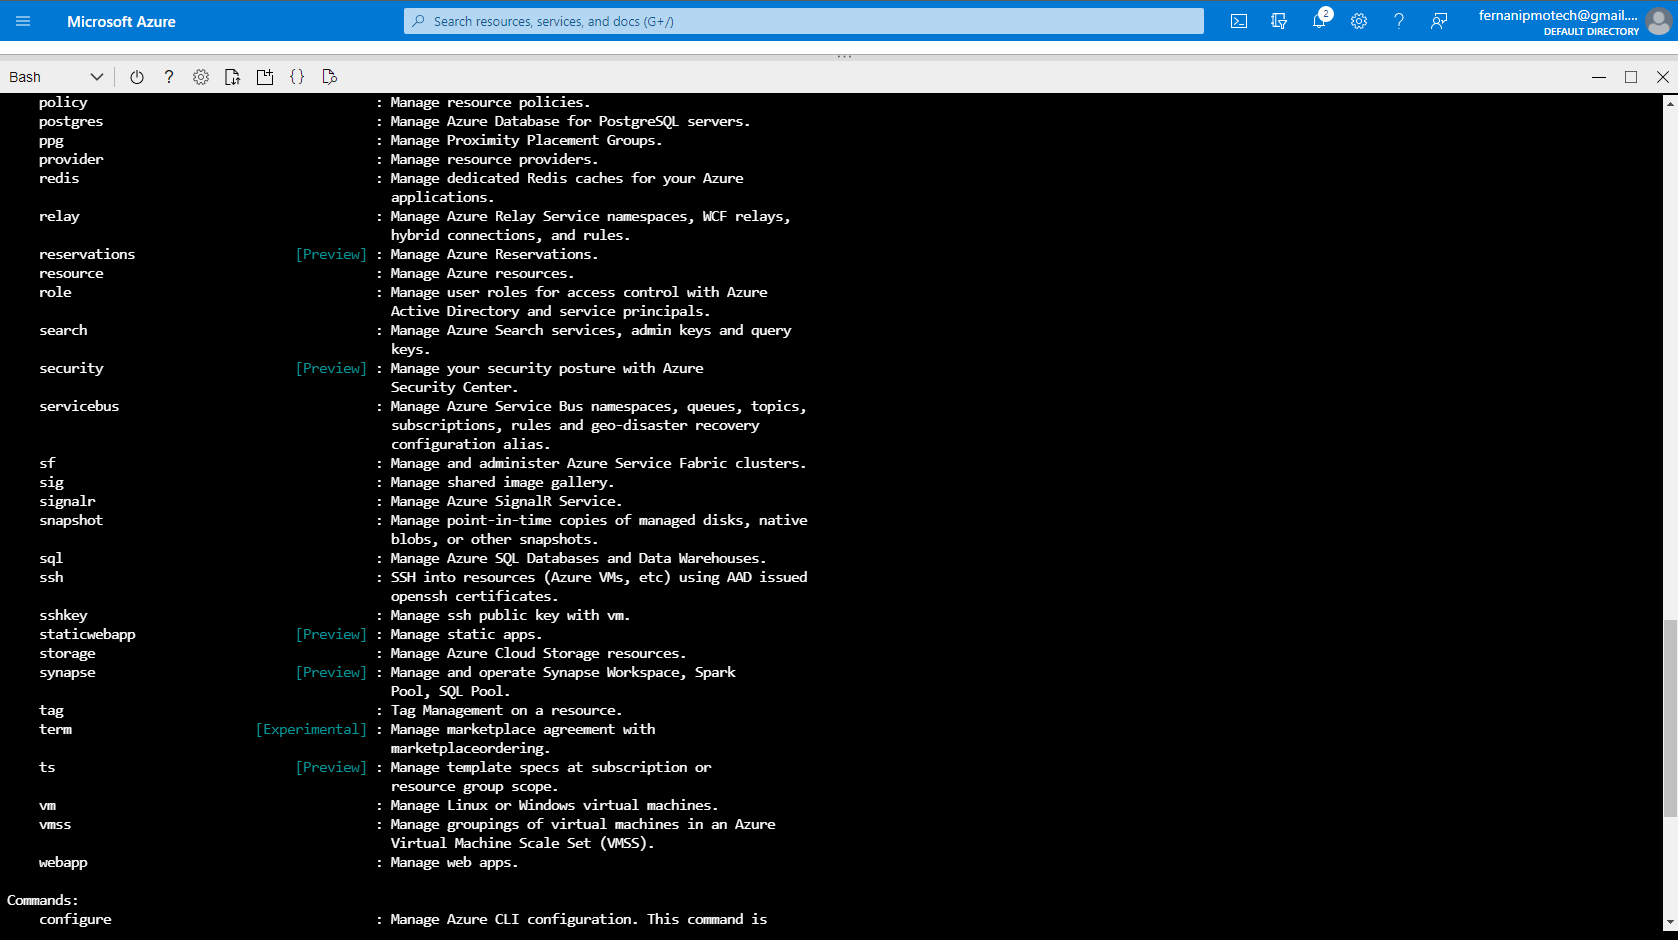 Microsoft Azure
Search resources, services, and docs (G+/)
2
fernanipmotech@gmail....
DEFAULT DIRECTORY
Bash
policy : Manage resource policies.
postgres : Manage Azure Database for PostgreSQL servers.
ppg : Manage Proximity Placement Groups.
provider : Manage resource providers.
redis : Manage dedicated Redis caches for your Azure
applications.
relay : Manage Azure Relay Service namespaces, WCF relays,
hybrid connections, and rules.
reservations [Preview] : Manage Azure Reservations.
resource : Manage Azure resources.
role : Manage user roles for access control with Azure
Active Directory and service principals.
search : Manage Azure Search services, admin keys and query
keys.
security [Preview] : Manage your security posture with Azure
Security Center.
servicebus : Manage Azure Service Bus namespaces, queues, topics,
subscriptions, rules and geo-disaster recovery
configuration alias.
sf : Manage and administer Azure Service Fabric clusters.
sig : Manage shared image gallery.
signalr : Manage Azure SignalR Service.
snapshot : Manage point-in-time copies of managed disks, native
blobs, or other snapshots.
sql : Manage Azure SQL Databases and Data Warehouses.
ssh : SSH into resources (Azure VMs, etc) using AAD issued
openssh certificates.
sshkey : Manage ssh public key with vm.
staticwebapp [Preview] : Manage static apps.
storage : Manage Azure Cloud Storage resources.
synapse [Preview] : Manage and operate Synapse Workspace, Spark
Pool, SQL Pool.
tag : Tag Management on a resource.
term [Experimental] : Manage marketplace agreement with
marketplaceordering.
ts [Preview] : Manage template specs at subscription or
resource group scope.
vm : Manage Linux or Windows virtual machines.
vmss : Manage groupings of virtual machines in an Azure
Virtual Machine Scale Set (VMSS).
webapp : Manage web apps.
Commands:
configure : Manage Azure CLI configuration. This command is